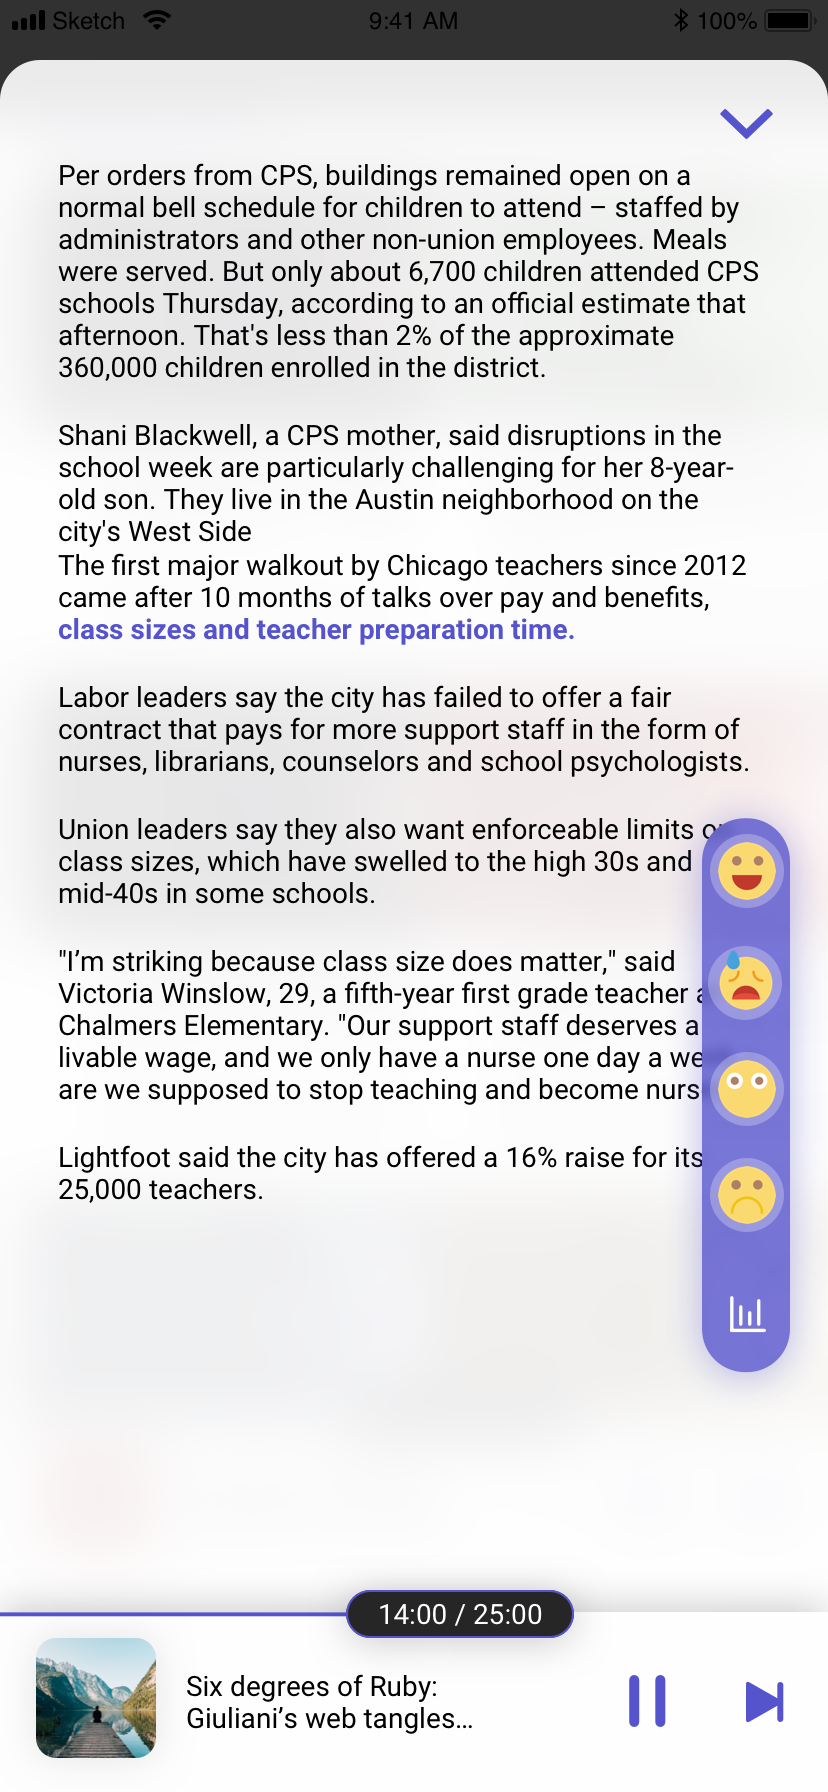 Sketch 9:41 AM 100%
Per orders from CPS, buildings remained open on a
normal bell schedule for children to attend – staffed by
administrators and other non-union employees. Meals
were served. But only about 6,700 children attended CPS
schools Thursday, according to an official estimate that
afternoon. That's less than 2% of the approximate
360,000 children enrolled in the district.
Shani Blackwell, a CPS mother, said disruptions in the
school week are particularly challenging for her 8-year-
old son. They live in the Austin neighborhood on the
city's West Side
The first major walkout by Chicago teachers since 2012
came after 10 months of talks over pay and benefits,
class sizes and teacher preparation time.
Labor leaders say the city has failed to offer a fair
contract that pays for more support staff in the form of
nurses, librarians, counselors and school psychologists.
Union leaders say they also want enforceable limits
class sizes, which have swelled to the high 30s and
mid-40s in some schools.
"I’m striking because class size does matter," said
Victoria Winslow, 29, a fifth-year first grade teacher
Chalmers Elementary. "Our support staff deserves a
livable wage, and we only have a nurse one day a
are we supposed to stop teaching and become
Lightfoot said the city has offered a 16% raise for its
25,000 teachers.
14:00 / 25:00
Six degrees of Ruby:
Giuliani’s web tangles...